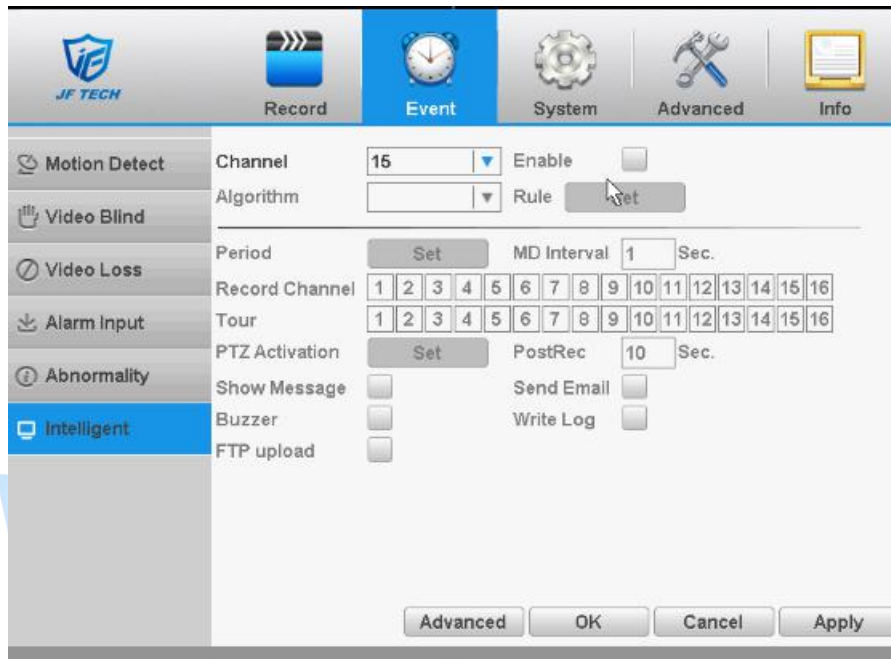 JF TECH
Record Event System Advanced Info
Motion Detect
Video Blind
Video Loss
Alarm Input
Abnormality
Intelligent
Channel 15 Enable
Algorithm Rule Set
Period Set MD Interval 1 Sec.
Record Channel 1 2 3 4 5 6 7 8 9 10 11 12 13 14 15 16
Tour 1 2 3 4 5 6 7 8 9 10 11 12 13 14 15 16
PTZ Activation Set PostRec 10 Sec.
Show Message Send Email
Buzzer Write Log
FTP upload
Advanced OK Cancel Apply